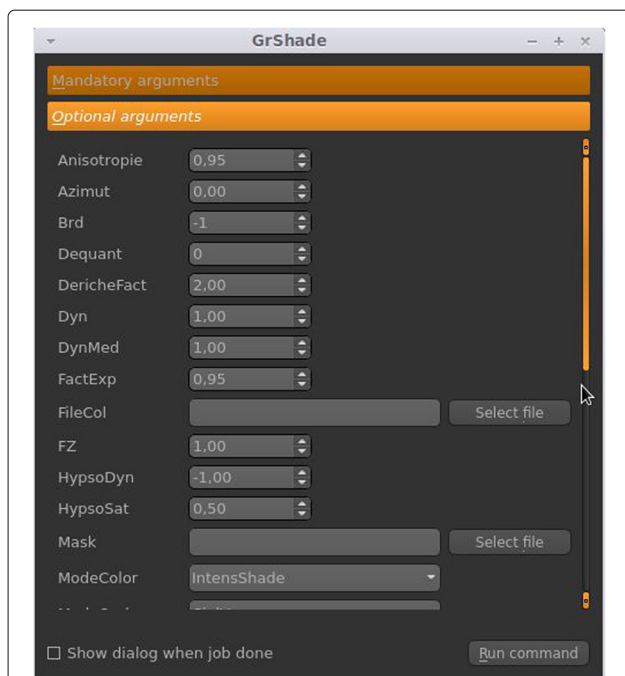 GrShade
Mandatory arguments
Optional arguments
Anisotropie 0,95
Azimut 0,00
Brd -1
Dequant 0
DericheFact 2,00
Dyn 1,00
DynMed 1,00
FactExp 0,95
FileCol Select file
FZ 1,00
HypsoDyn -1,00
HypsoSat 0,50
Mask Select file
ModeColor IntensShade
Show dialog when job done Run command